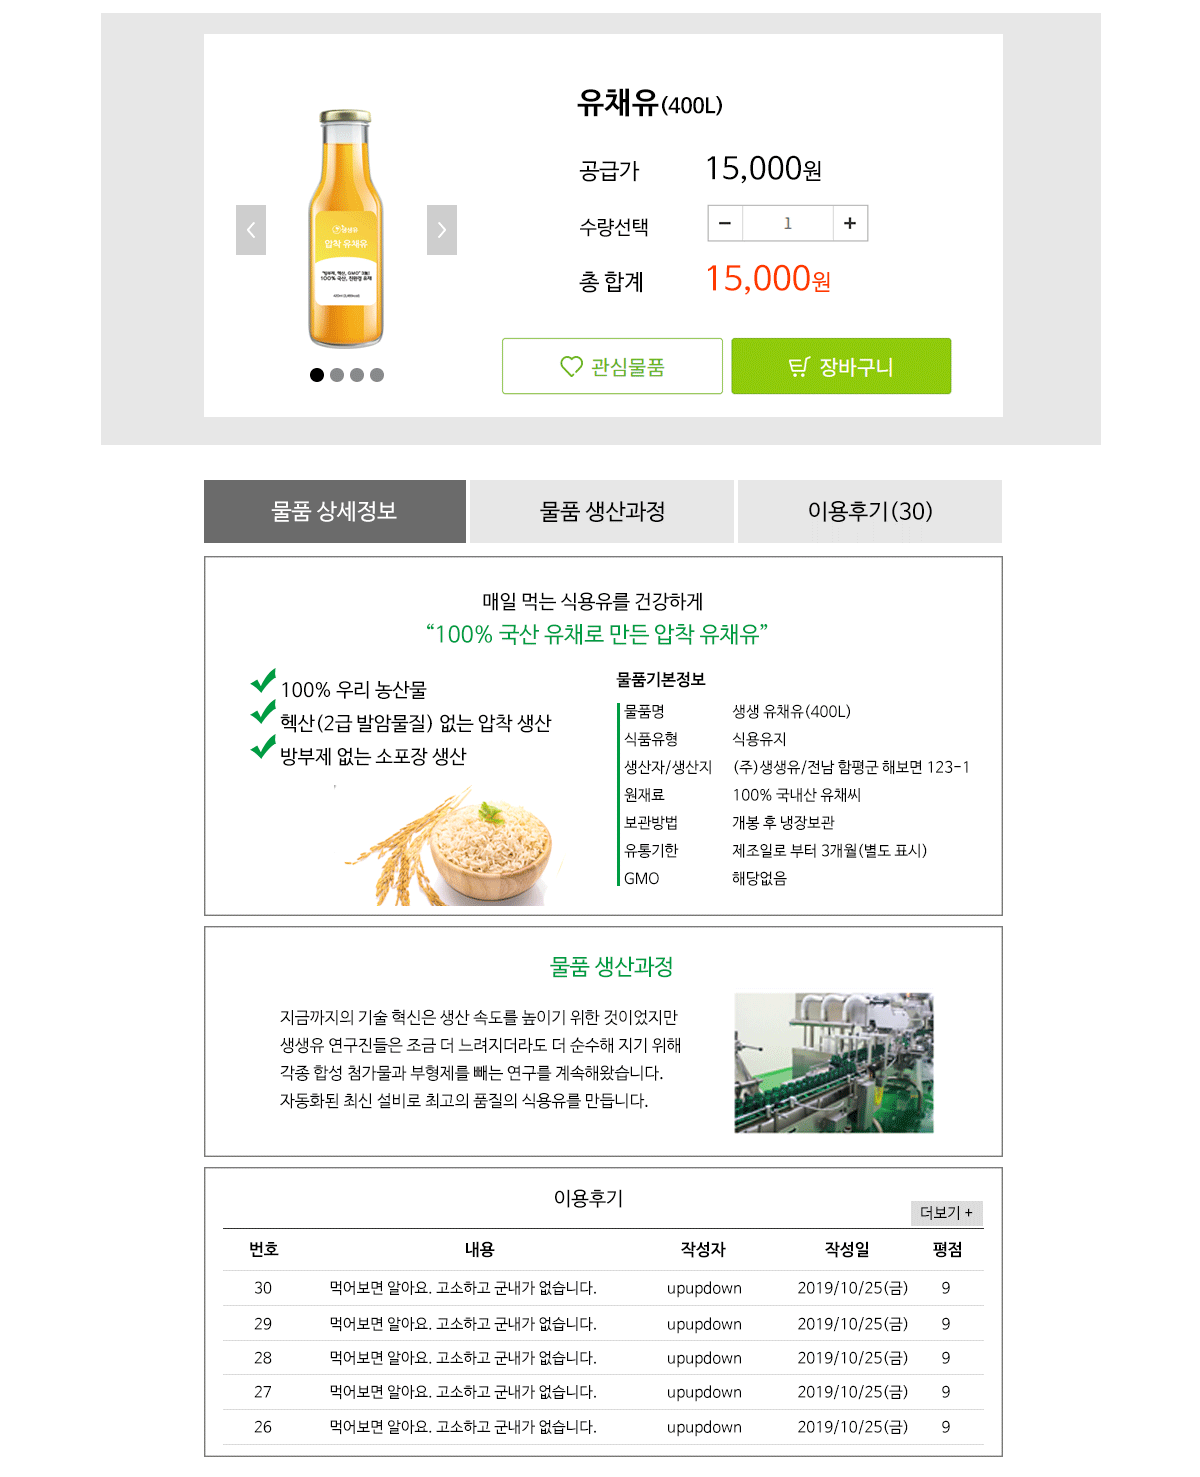 유채유(400L)
공급가 15,000원
수량선택 - 1 +
총 합계 15,000원
관심물품 장바구니
압착 유채유
100% 국산, 친환경 유채
물품 상세정보 물품 생산과정 이용후기(30)
매일 먹는 식용유를 건강하게
“100% 국산 유채로 만든 압착 유채유”
100% 우리 농산물
헥산(2급 발암물질) 없는 압착 생산
방부제 없는 소포장 생산
물품기본정보
물품명 생생 유채유(400L)
식품유형 식용유지
생산자/생산지 (주)생생유/전남 함평군 해보면 123-1
원재료 100% 국내산 유채씨
보관방법 개봉 후 냉장보관
유통기한 제조일로 부터 3개월(별도 표시)
GMO 해당없음
물품 생산과정
지금까지의 기술 혁신은 생산 속도를 높이기 위한 것이었지만
생생유 연구진들은 조금 더 느려지더라도 더 순수해 지기 위해
각종 합성 첨가물과 부형제를 빼는 연구를 계속해왔습니다.
자동화된 최신 설비로 최고의 품질의 식용유를 만듭니다.
이용후기
더보기 +
번호 내용 작성자 작성일 평점
30 먹어보면 알아요. 고소하고 군내가 없습니다. upupdown 2019/10/25(금) 9
29 먹어보면 알아요. 고소하고 군내가 없습니다. upupdown 2019/10/25(금) 9
28 먹어보면 알아요. 고소하고 군내가 없습니다. upupdown 2019/10/25(금) 9
27 먹어보면 알아요. 고소하고 군내가 없습니다. upupdown 2019/10/25(금) 9
26 먹어보면 알아요. 고소하고 군내가 없습니다. upupdown 2019/10/25(금) 9